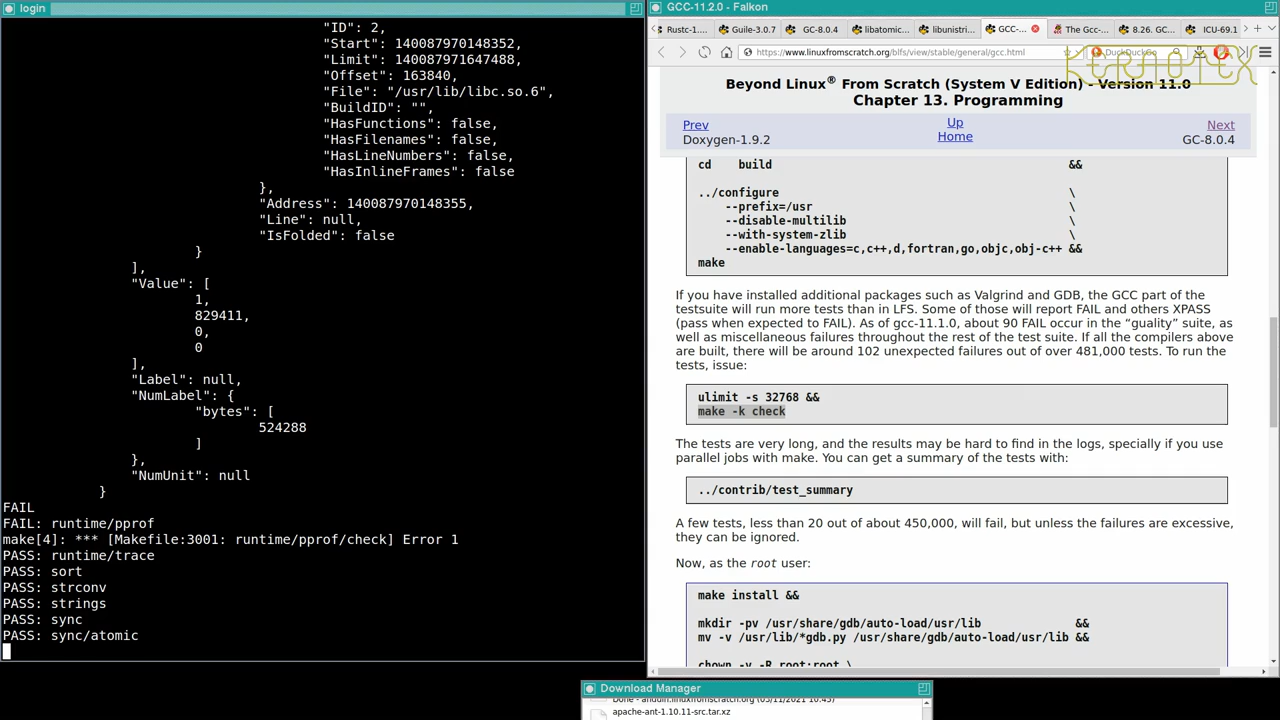 login
"ID": 2,
"Start": 140087970148352,
"Limit": 140087971647488,
"Offset": 163840,
"File": "/usr/lib/libc.so.6",
"BuildID": "",
"HasFunctions": false,
"HasFilenames": false,
"HasLineNumbers": false,
"HasInlineFrames": false
},
"Address": 140087970148355,
"Line": null,
"IsFolded": false
}
],
"Value": [
1,
829411,
0,
0
],
"Label": null,
"NumLabel": {
"bytes": [
524288
]
},
"NumUnit": null
}
FAIL
FAIL: runtime/pprof
make[4]: *** [Makefile:3001: runtime/pprof/check] Error 1
PASS: runtime/trace
PASS: sort
PASS: strconv
PASS: strings
PASS: sync
PASS: sync/atomic
GCC-11.2.0 - Falkon
Rustc-1.... Guile-3.0.7 GC-8.0.4 libatomic... libunistri... GCC-... The Gcc-... 8.26. GC... ICU-69.1
https://www.linuxfromscratch.org/blfs/view/stable/general/gcc.html DuckDuckGo
KERNOTEX
Beyond Linux® From Scratch (System V Edition) - Version 11.0
Chapter 13. Programming
Prev Up Next
Doxygen-1.9.2 Home GC-8.0.4
cd build &&
../configure \
--prefix=/usr \
--disable-multilib \
--with-system-zlib \
--enable-languages=c,c++,d,fortran,go,objc,obj-c++ &&
make
If you have installed additional packages such as Valgrind and GDB, the GCC part of the
testsuite will run more tests than in LFS. Some of those will report FAIL and others XPASS
(pass when expected to FAIL). As of gcc-11.1.0, about 90 FAIL occur in the “guality” suite, as
well as miscellaneous failures throughout the rest of the test suite. If all the compilers above
are built, there will be around 102 unexpected failures out of over 481,000 tests. To run the
tests, issue:
ulimit -s 32768 &&
make -k check
The tests are very long, and the results may be hard to find in the logs, specially if you use
parallel jobs with make. You can get a summary of the tests with:
../contrib/test_summary
A few tests, less than 20 out of about 450,000, will fail, but unless the failures are excessive,
they can be ignored.
Now, as the root user:
make install &&
mkdir -pv /usr/share/gdb/auto-load/usr/lib &&
mv -v /usr/lib/*gdb.py /usr/share/gdb/auto-load/usr/lib &&
chown -v -R root:root \
Download Manager
Done - anduin.linuxfromscratch.org (05/11/2021 10:45)
apache-ant-1.10.11-src.tar.xz